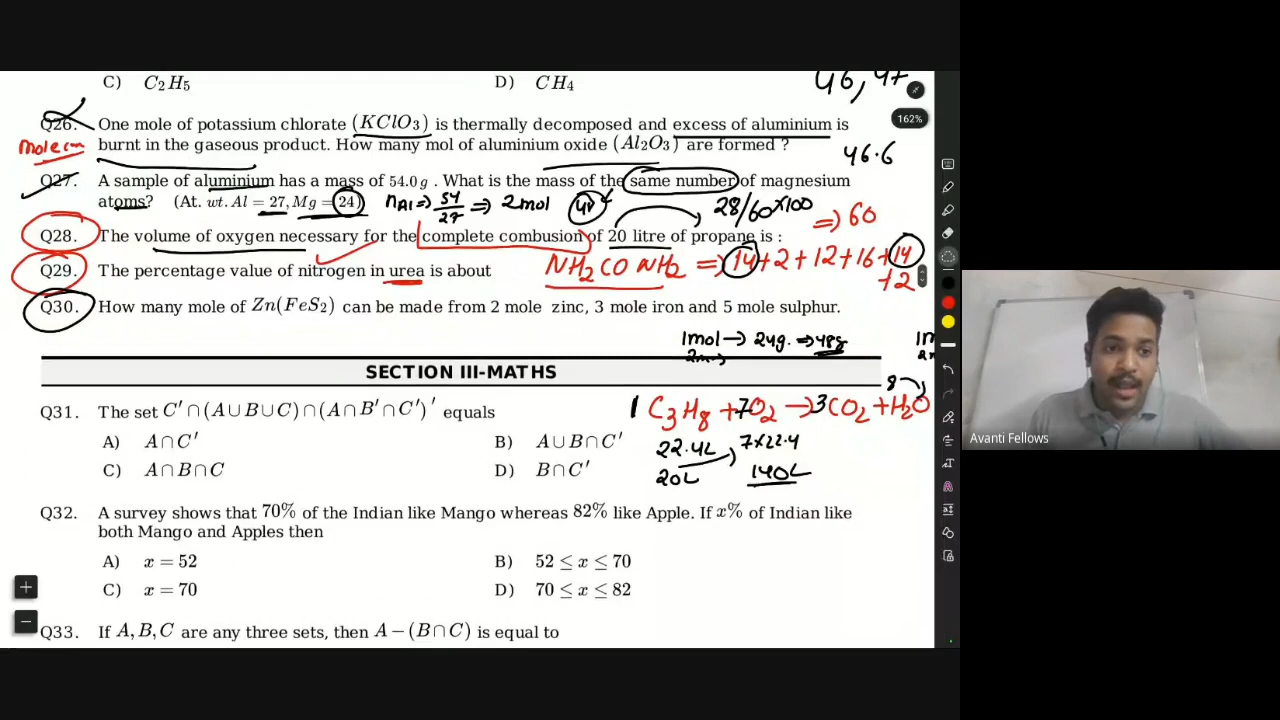 C) C₂H₅ D) CH₄
46, 47
162%
Q26. One mole of potassium chlorate (KClO₃) is thermally decomposed and excess of aluminium is
burnt in the gaseous product. How many mol of aluminium oxide (Al₂O₃) are formed ?
46.6
Q27. A sample of aluminium has a mass of 54.0 g . What is the mass of the same number of magnesium
atoms? (At. wt. Al = 27, Mg = 24)
nAl ⇒ 54/27 ⇒ 2mol 48
28/60 × 100
⇒ 60
Q28. The volume of oxygen necessary for the complete combusion of 20 litre of propane is :
Q29. The percentage value of nitrogen in urea is about
NH₂ CO NH₂ ⇒ 14 + 2 + 12 + 16 + 14
+2
Q30. How many mole of Zn(FeS₂) can be made from 2 mole zinc, 3 mole iron and 5 mole sulphur.
1mol → 24g. ⇒ 48g
SECTION III-MATHS
8
1 C₃H₈ + 7O₂ → 3CO₂ + H₂O
22.4L 7×22.4
20L 140L
Q31. The set C′ ∩ (A ∪ B ∪ C) ∩ (A ∩ B′ ∩ C′)′ equals
A) A ∩ C′ B) A ∪ B ∩ C′
C) A ∩ B ∩ C D) B ∩ C′
Avanti Fellows
Q32. A survey shows that 70% of the Indian like Mango whereas 82% like Apple. If x% of Indian like
both Mango and Apples then
A) x = 52 B) 52 ≤ x ≤ 70
C) x = 70 D) 70 ≤ x ≤ 82
Q33. If A, B, C are any three sets, then A − (B ∩ C) is equal to